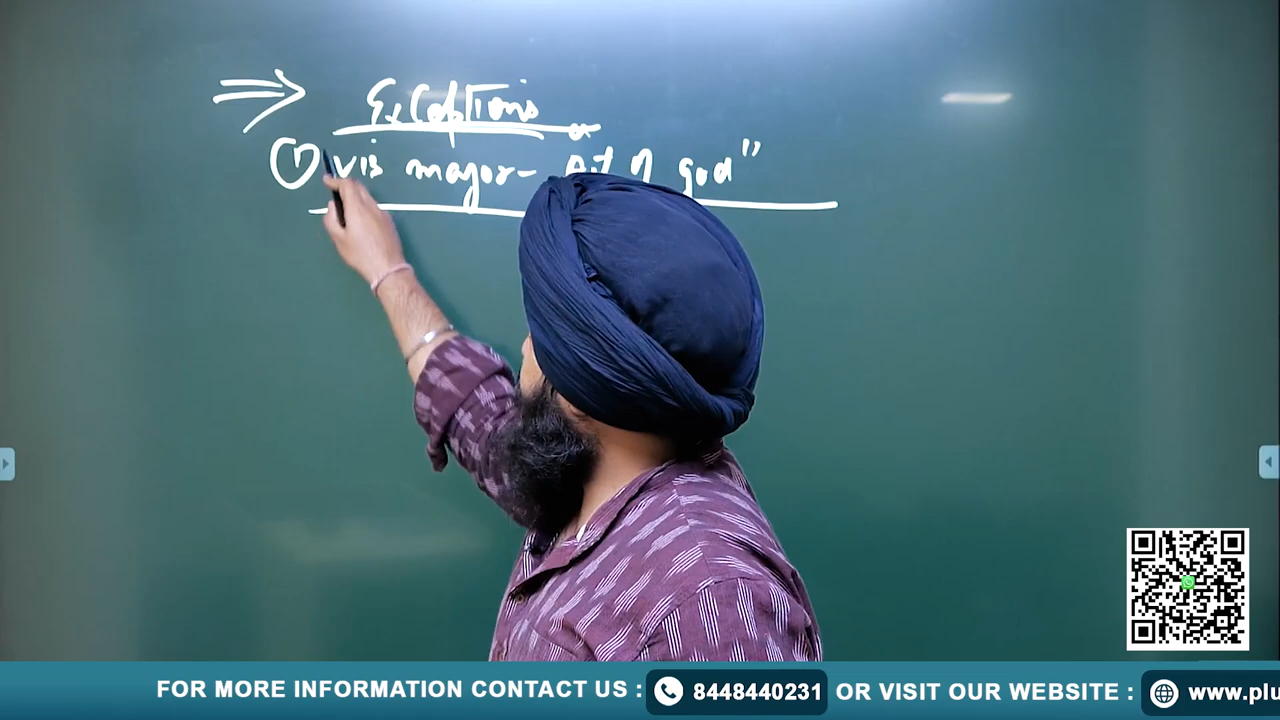 ⇒ Exceptions
① vis major - Act of god"
FOR MORE INFORMATION CONTACT US : 8448440231 OR VISIT OUR WEBSITE : www.plu